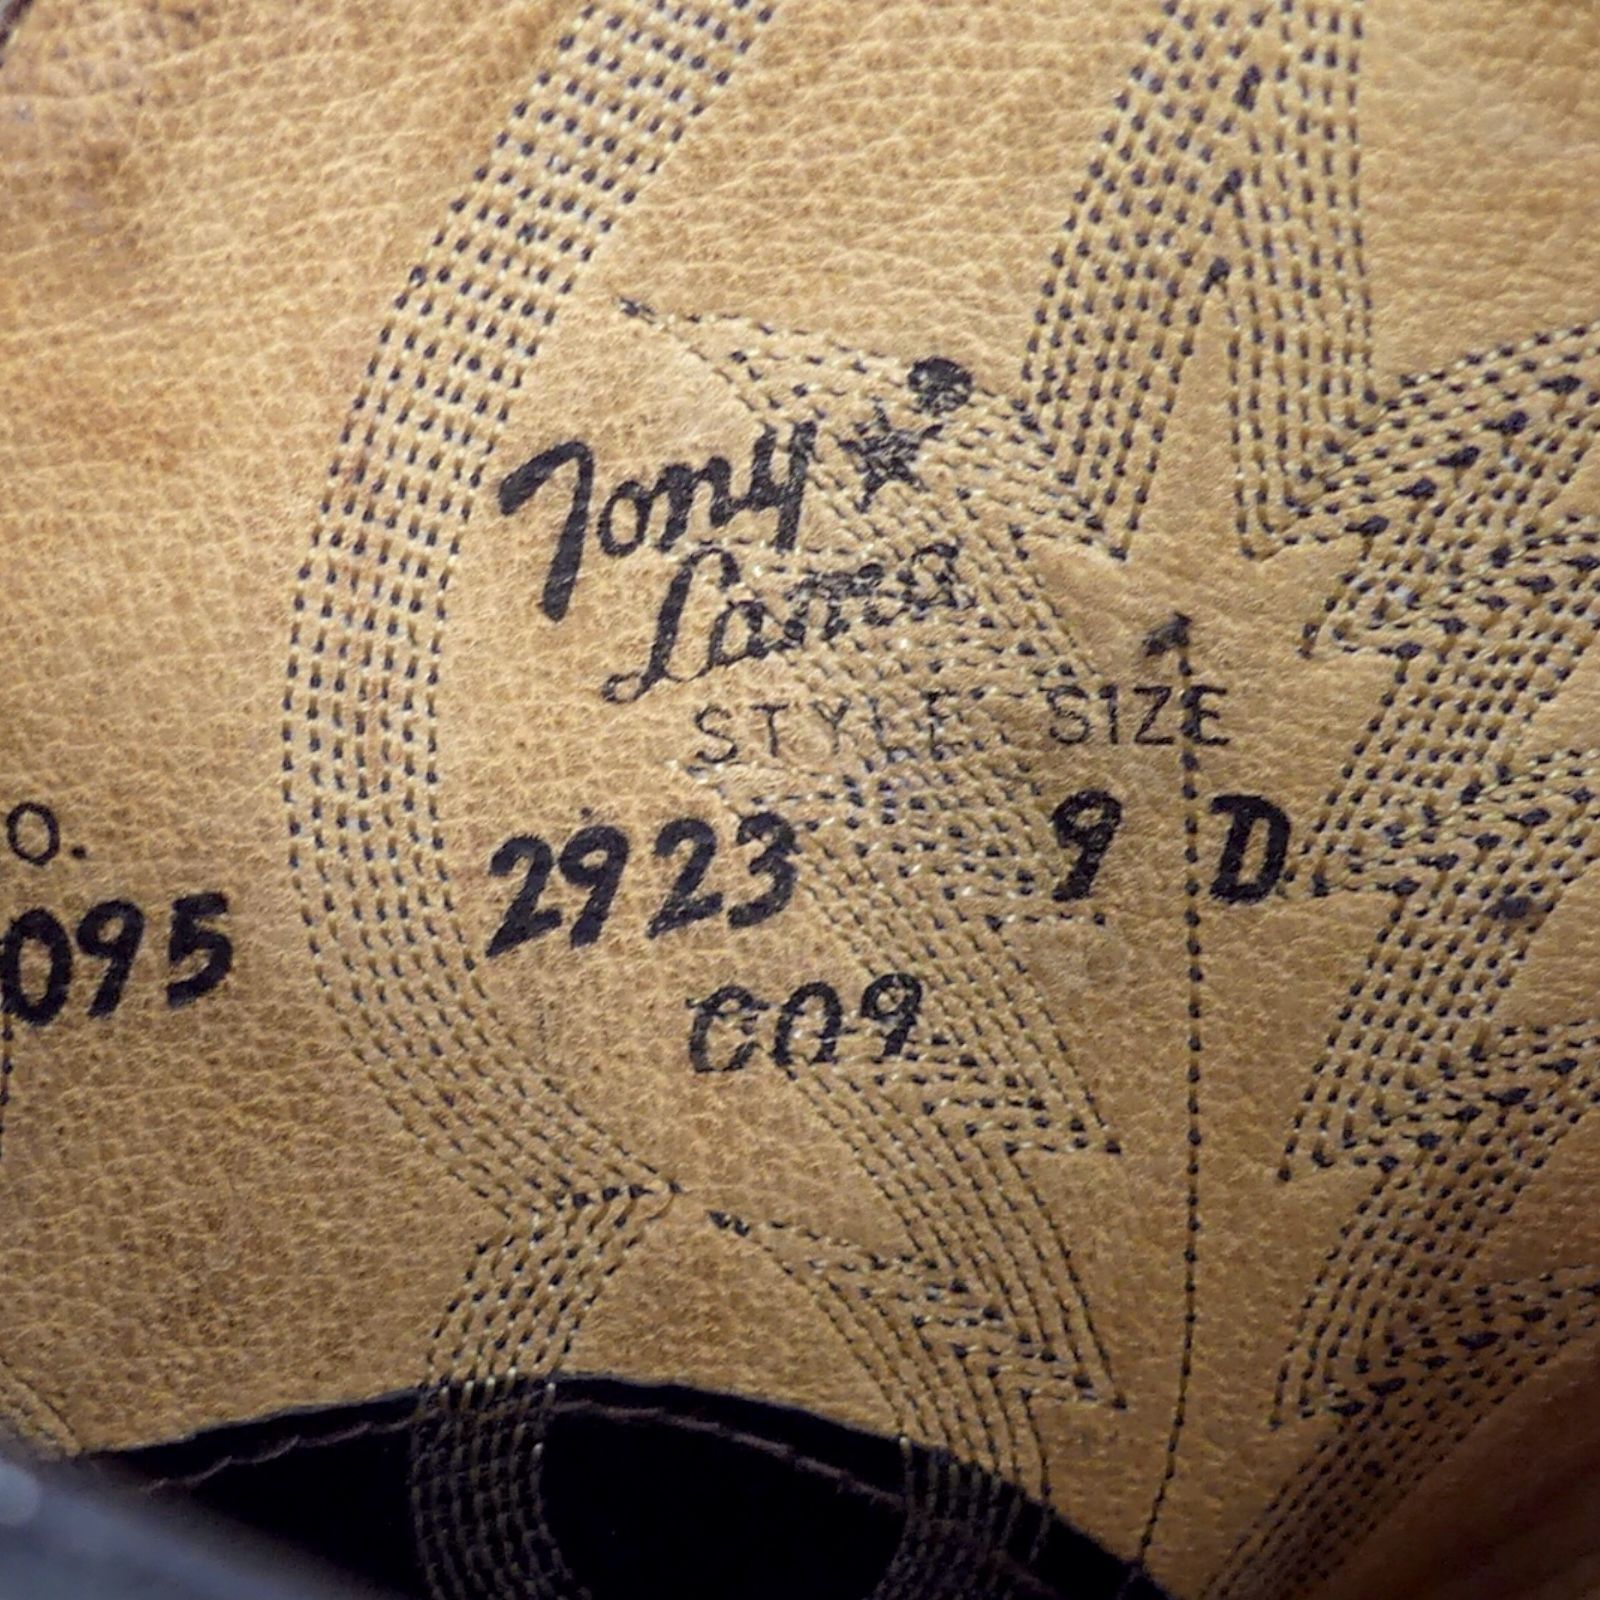 Tony
Lama
STYLE SIZE
2923 9 D
C09
O.
095